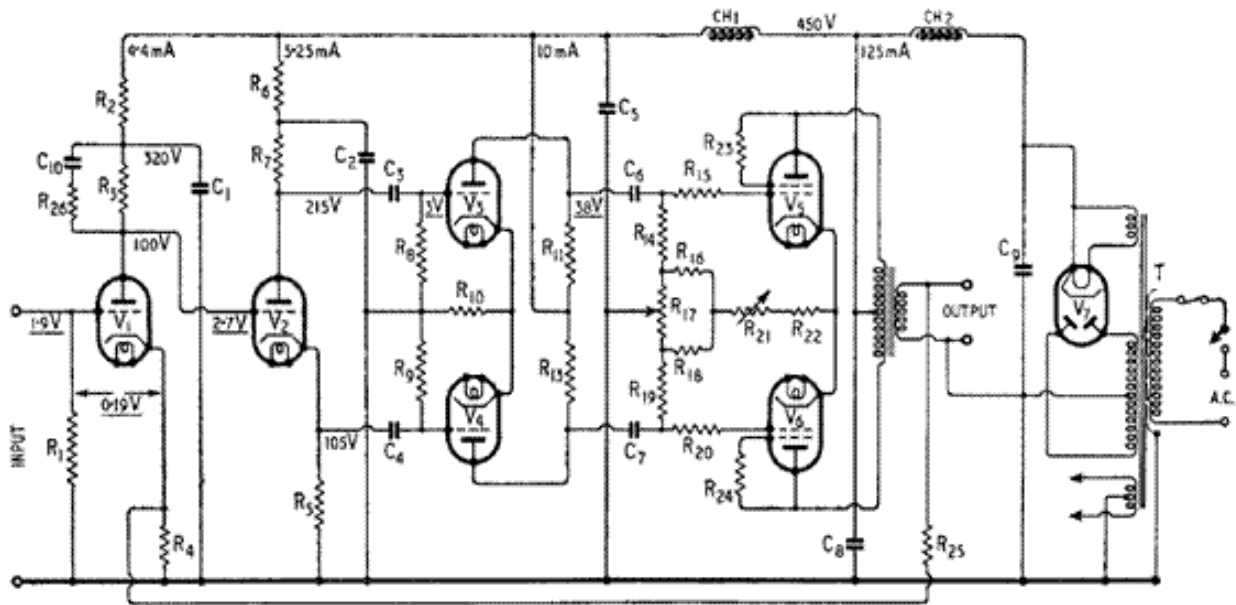 CH1 450V CH2
4·4mA 5·25mA 10mA 125mA
R2 R6 C5
C10 320V R7 C2 C3 R23
R26 R3 C1 C6 R15
215V 3V V3 38V V5
100V R8 R11 R14 R16 C9 T
1·9V V1 2·7V V2 R10 R17 R21 R22 OUTPUT V7
R9 R13 R18 A.C.
0·19V V4 R19 V6
INPUT R1 105V C4 C7 R20
R5 R24
R4 C8 R25